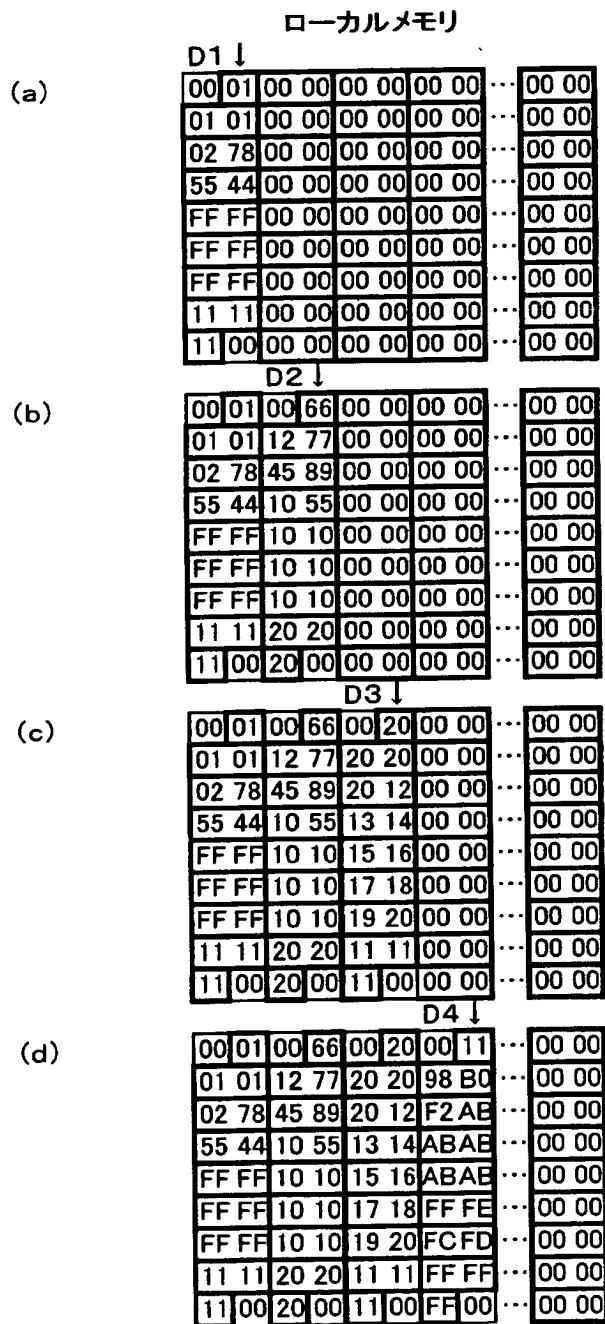 ローカルメモリ
D1 ↓
(a)
00 01 00 00 00 00 00 00 ⋯ 00 00
01 01 00 00 00 00 00 00 ⋯ 00 00
02 78 00 00 00 00 00 00 ⋯ 00 00
55 44 00 00 00 00 00 00 ⋯ 00 00
FF FF 00 00 00 00 00 00 ⋯ 00 00
FF FF 00 00 00 00 00 00 ⋯ 00 00
FF FF 00 00 00 00 00 00 ⋯ 00 00
11 11 00 00 00 00 00 00 ⋯ 00 00
11 00 00 00 00 00 00 00 ⋯ 00 00
D2 ↓
(b)
00 01 00 66 00 00 00 00 ⋯ 00 00
01 01 12 77 00 00 00 00 ⋯ 00 00
02 78 45 89 00 00 00 00 ⋯ 00 00
55 44 10 55 00 00 00 00 ⋯ 00 00
FF FF 10 10 00 00 00 00 ⋯ 00 00
FF FF 10 10 00 00 00 00 ⋯ 00 00
FF FF 10 10 00 00 00 00 ⋯ 00 00
11 11 20 20 00 00 00 00 ⋯ 00 00
11 00 20 00 00 00 00 00 ⋯ 00 00
D3 ↓
(c)
00 01 00 66 00 20 00 00 ⋯ 00 00
01 01 12 77 20 20 00 00 ⋯ 00 00
02 78 45 89 20 12 00 00 ⋯ 00 00
55 44 10 55 13 14 00 00 ⋯ 00 00
FF FF 10 10 15 16 00 00 ⋯ 00 00
FF FF 10 10 17 18 00 00 ⋯ 00 00
FF FF 10 10 19 20 00 00 ⋯ 00 00
11 11 20 20 11 11 00 00 ⋯ 00 00
11 00 20 00 11 00 00 00 ⋯ 00 00
D4 ↓
(d)
00 01 00 66 00 20 00 11 ⋯ 00 00
01 01 12 77 20 20 98 B0 ⋯ 00 00
02 78 45 89 20 12 F2 AB ⋯ 00 00
55 44 10 55 13 14 AB AB ⋯ 00 00
FF FF 10 10 15 16 AB AB ⋯ 00 00
FF FF 10 10 17 18 FF FE ⋯ 00 00
FF FF 10 10 19 20 FC FD ⋯ 00 00
11 11 20 20 11 11 FF FF ⋯ 00 00
11 00 20 00 11 00 FF 00 ⋯ 00 00